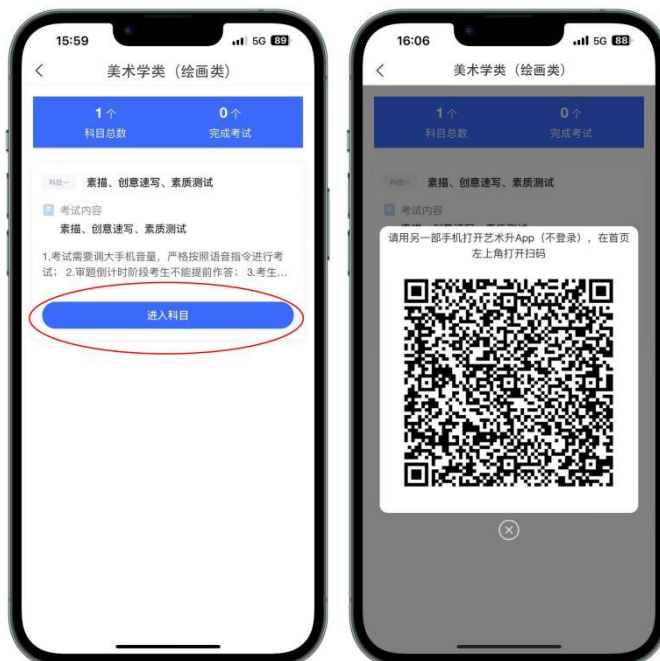 15:59
5G 89
美术学类（绘画类）
1个
0个
科目总数
完成考试
科目一
素描、创意速写、素质测试
考试内容
素描、创意速写、素质测试
1.考试需要调大手机音量，严格按照语音指令进行考
试； 2.审题倒计时阶段考生不能提前作答； 3.考生...
进入科目
16:06
5G 88
美术学类（绘画类）
1个
0个
科目总数
完成考试
科目一
素描、创意速写、素质测试
考试内容
请用另一部手机打开艺术升App（不登录），在首页
左上角打开扫码